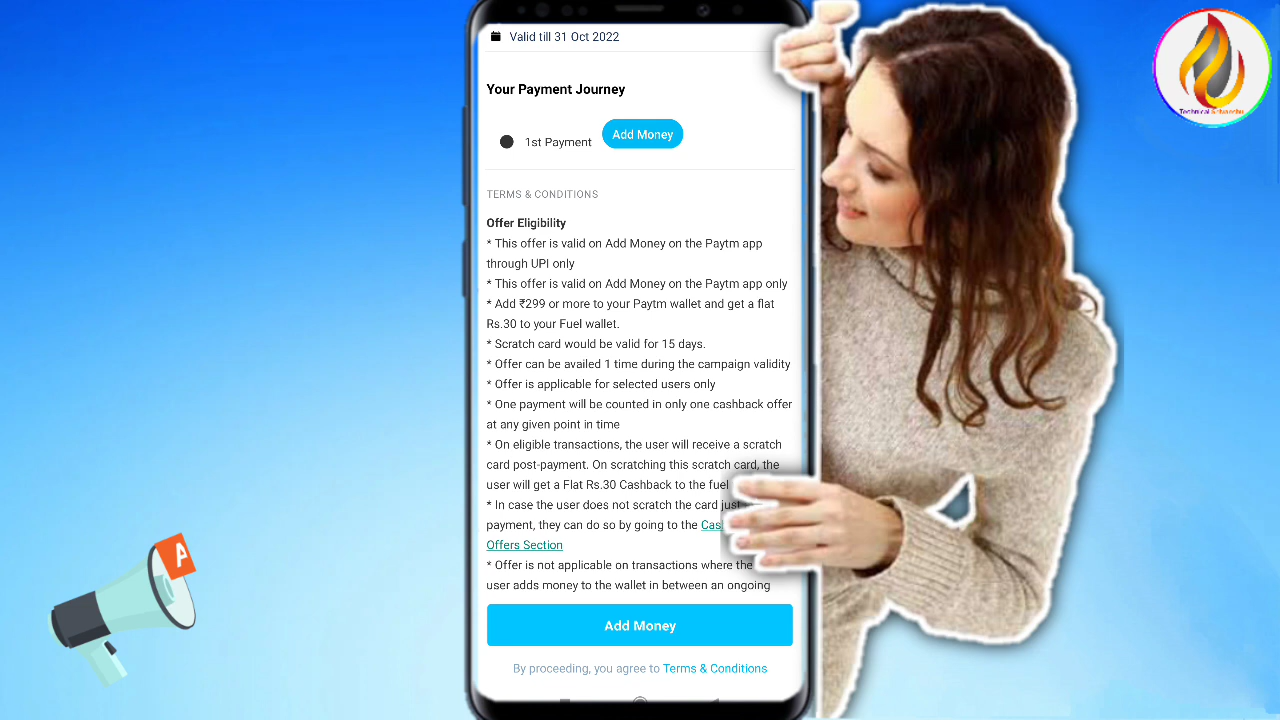 Valid till 31 Oct 2022
Your Payment Journey
1st Payment
Add Money
TERMS & CONDITIONS
Offer Eligibility
* This offer is valid on Add Money on the Paytm app
through UPI only
* This offer is valid on Add Money on the Paytm app only
* Add ₹299 or more to your Paytm wallet and get a flat
Rs.30 to your Fuel wallet.
* Scratch card would be valid for 15 days.
* Offer can be availed 1 time during the campaign validity
* Offer is applicable for selected users only
* One payment will be counted in only one cashback offer
at any given point in time
* On eligible transactions, the user will receive a scratch
card post-payment. On scratching this scratch card, the
user will get a Flat Rs.30 Cashback to the fuel
* In case the user does not scratch the card just
payment, they can do so by going to the Cas
Offers Section
* Offer is not applicable on transactions where the
user adds money to the wallet in between an ongoing
Add Money
By proceeding, you agree to Terms & Conditions
A
Technical